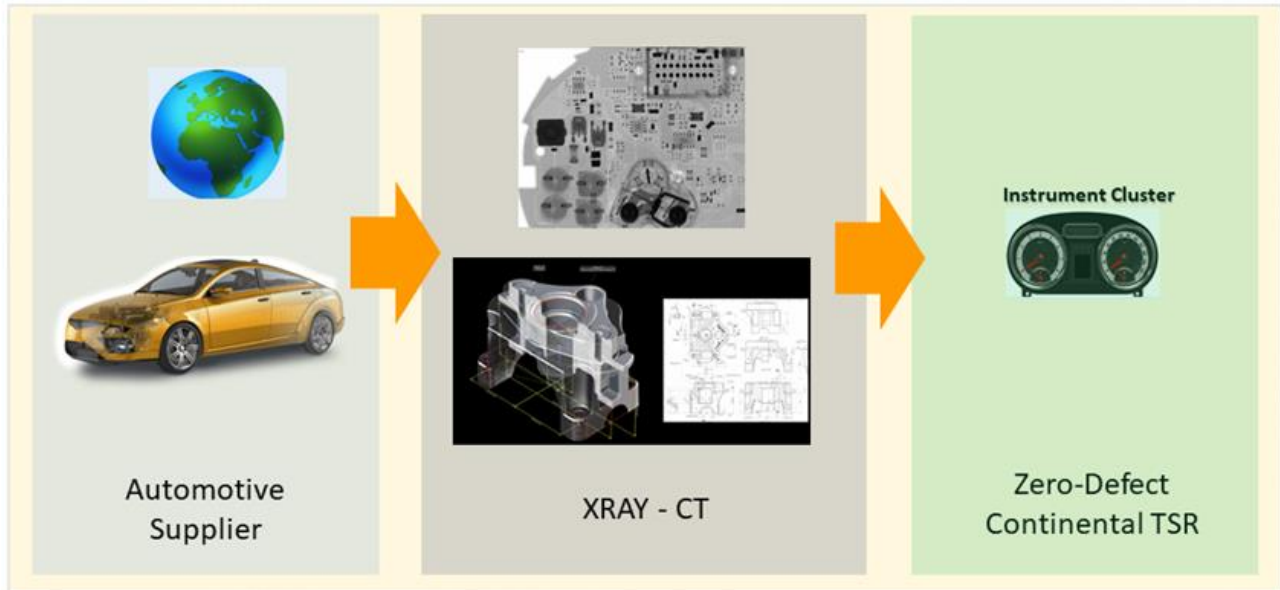 Automotive
Supplier
XRAY - CT
Instrument Cluster
Zero-Defect
Continental TSR